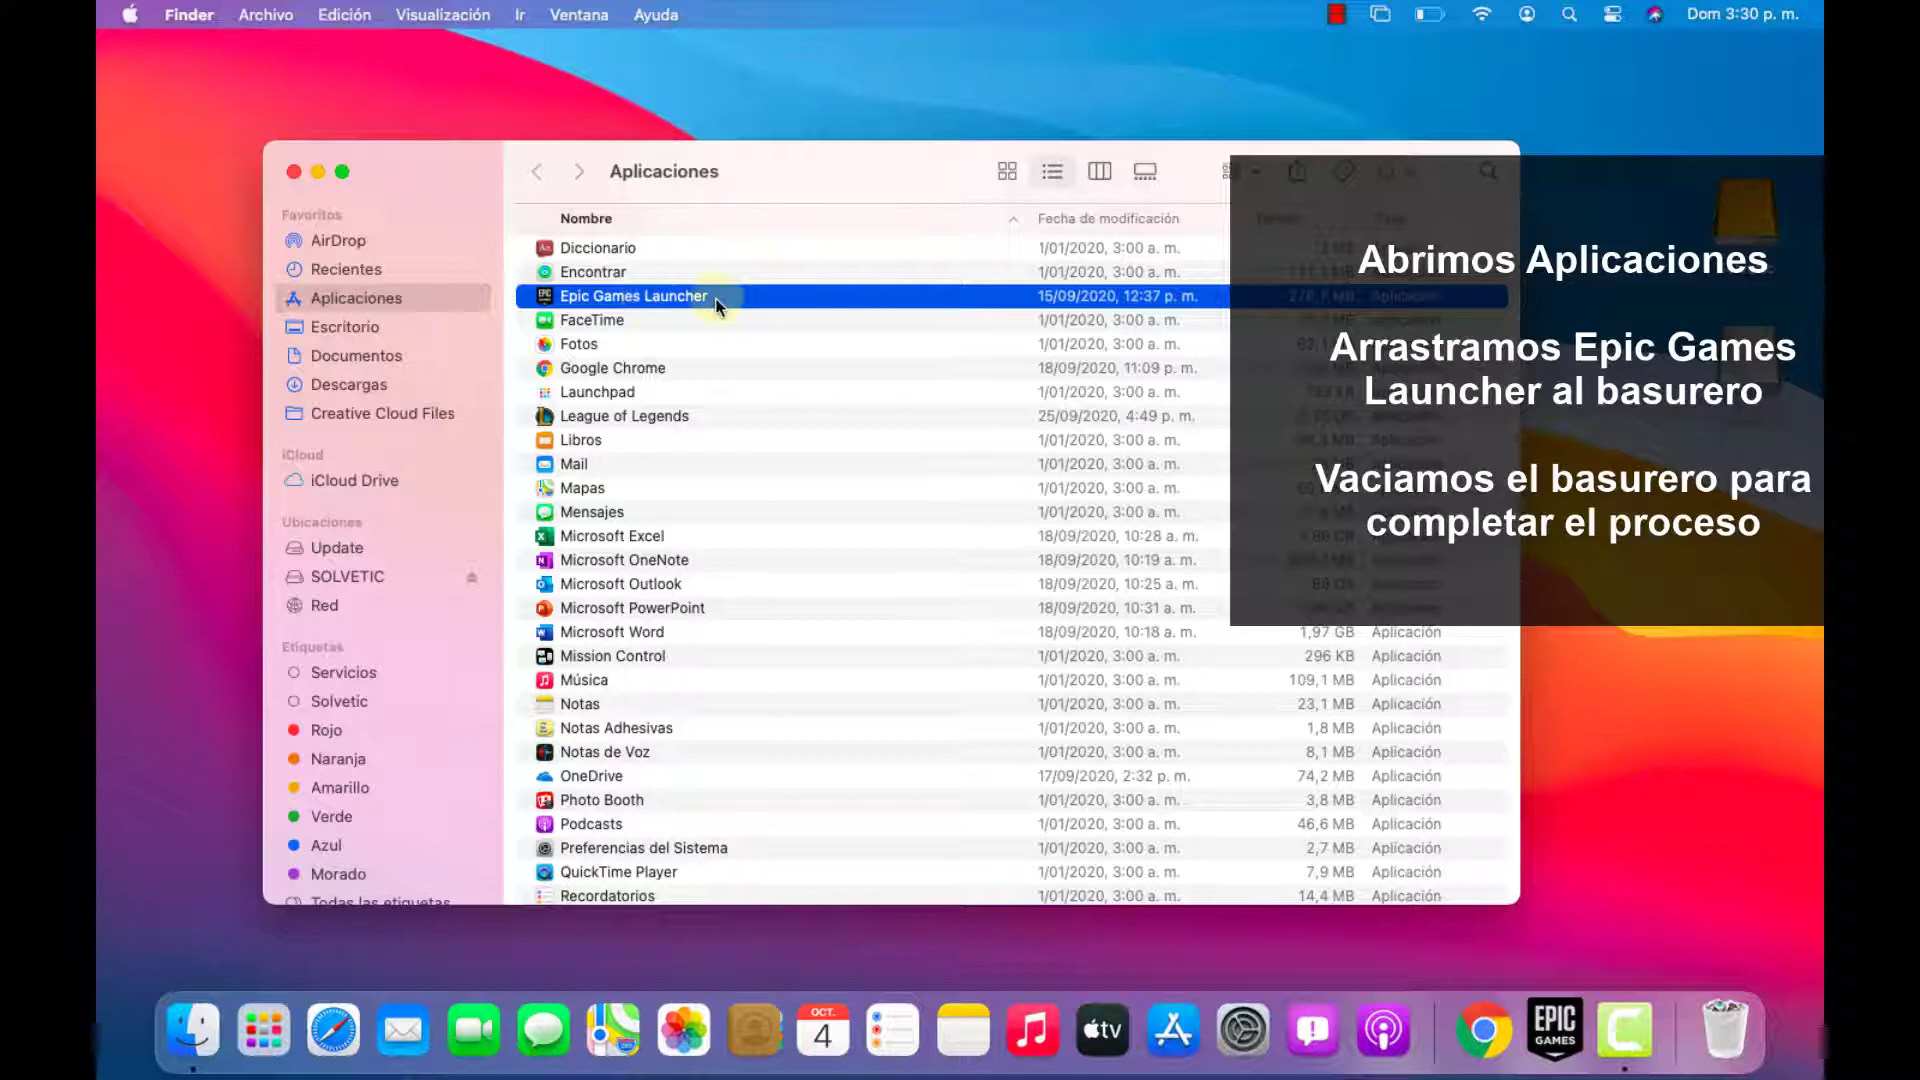 Finder Archivo Edición Visualización Ir Ventana Ayuda Dom 3:30 p. m.
Aplicaciones
Favoritos
AirDrop
Recientes
Aplicaciones
Escritorio
Documentos
Descargas
Creative Cloud Files
iCloud
iCloud Drive
Ubicaciones
Update
SOLVETIC
Red
Etiquetas
Servicios
Solvetic
Rojo
Naranja
Amarillo
Verde
Azul
Morado
Todas las etiquetas
Nombre Fecha de modificación
Diccionario 1/01/2020, 3:00 a. m.
Encontrar 1/01/2020, 3:00 a. m.
Epic Games Launcher 15/09/2020, 12:37 p. m.
FaceTime 1/01/2020, 3:00 a. m.
Fotos 1/01/2020, 3:00 a. m.
Google Chrome 18/09/2020, 11:09 p. m.
Launchpad 1/01/2020, 3:00 a. m.
League of Legends 25/09/2020, 4:49 p. m.
Libros 1/01/2020, 3:00 a. m.
Mail 1/01/2020, 3:00 a. m.
Mapas 1/01/2020, 3:00 a. m.
Mensajes 1/01/2020, 3:00 a. m.
Microsoft Excel 18/09/2020, 10:28 a. m.
Microsoft OneNote 18/09/2020, 10:19 a. m.
Microsoft Outlook 18/09/2020, 10:25 a. m.
Microsoft PowerPoint 18/09/2020, 10:31 a. m.
Microsoft Word 18/09/2020, 10:18 a. m. 1,97 GB Aplicación
Mission Control 1/01/2020, 3:00 a. m. 296 KB Aplicación
Música 1/01/2020, 3:00 a. m. 109,1 MB Aplicación
Notas 1/01/2020, 3:00 a. m. 23,1 MB Aplicación
Notas Adhesivas 1/01/2020, 3:00 a. m. 1,8 MB Aplicación
Notas de Voz 1/01/2020, 3:00 a. m. 8,1 MB Aplicación
OneDrive 17/09/2020, 2:32 p. m. 74,2 MB Aplicación
Photo Booth 1/01/2020, 3:00 a. m. 3,8 MB Aplicación
Podcasts 1/01/2020, 3:00 a. m. 46,6 MB Aplicación
Preferencias del Sistema 1/01/2020, 3:00 a. m. 2,7 MB Aplicación
QuickTime Player 1/01/2020, 3:00 a. m. 7,9 MB Aplicación
Recordatorios 1/01/2020, 3:00 a. m. 14,4 MB Aplicación
Abrimos Aplicaciones
Arrastramos Epic Games
Launcher al basurero
Vaciamos el basurero para
completar el proceso
OCT.
4
tv
EPIC
GAMES